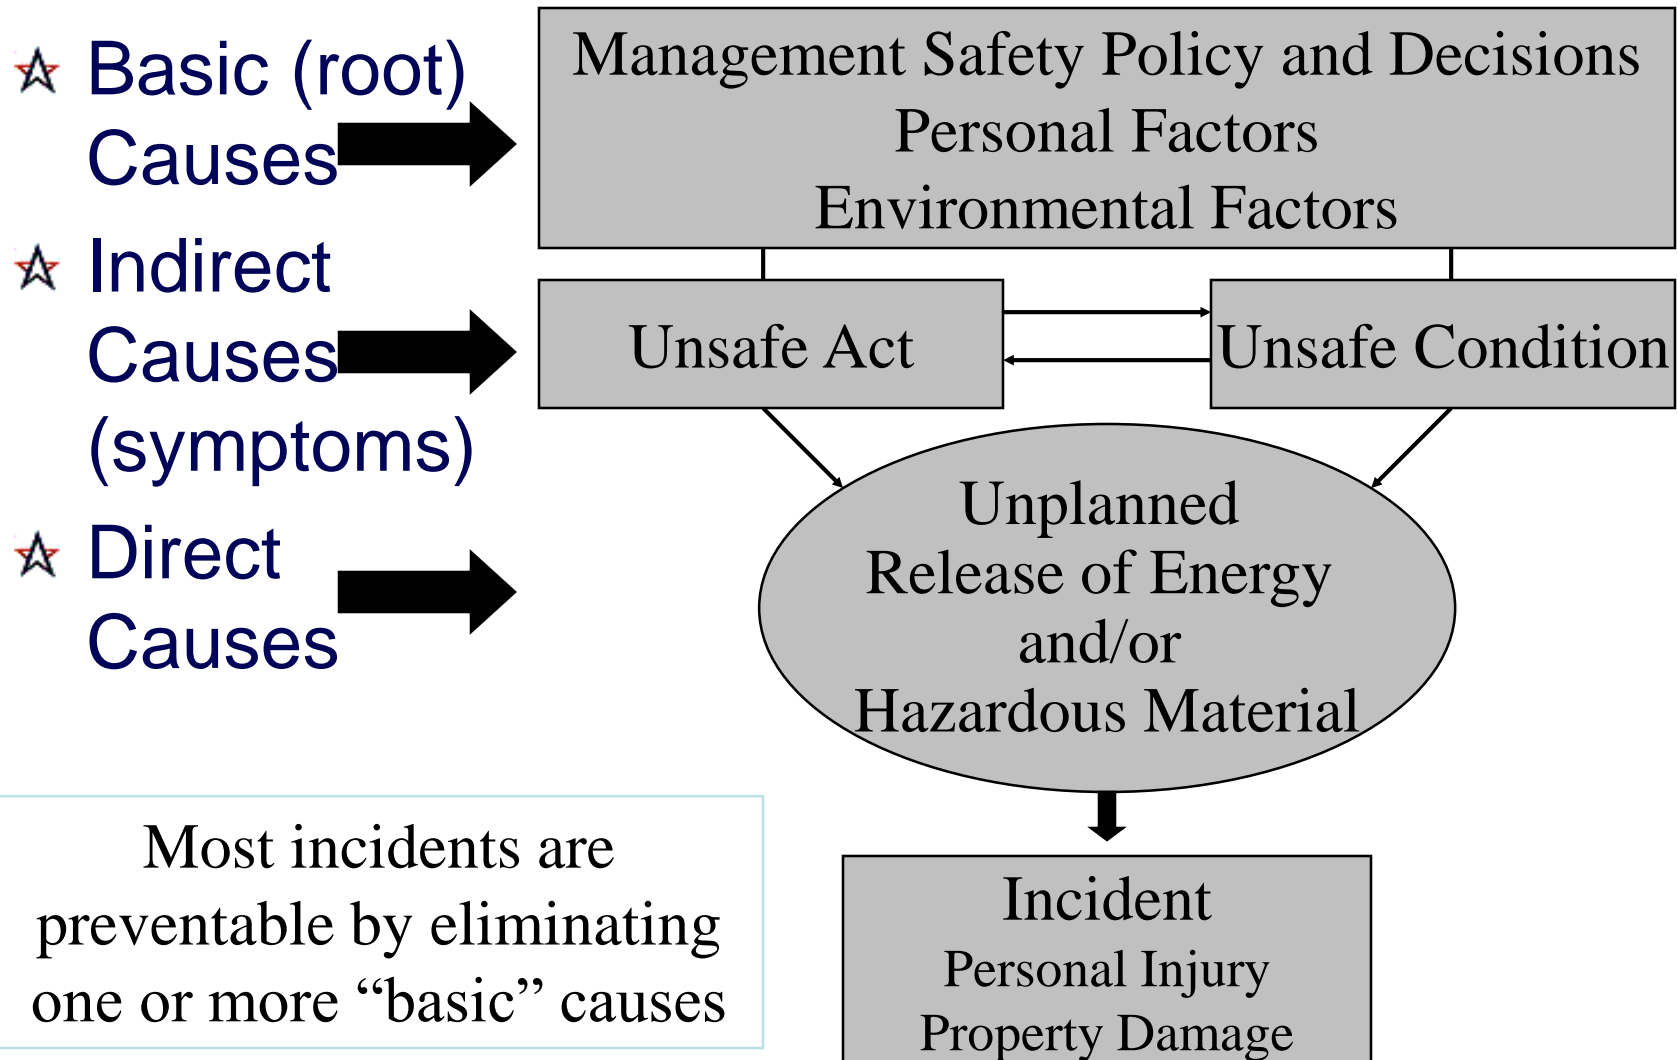 Basic (root)
Causes
Indirect
Causes
(symptoms)
Direct
Causes
Management Safety Policy and Decisions
Personal Factors
Environmental Factors
Unsafe Act
Unsafe Condition
Unplanned
Release of Energy
and/or
Hazardous Material
Most incidents are
preventable by eliminating
one or more “basic” causes
Incident
Personal Injury
Property Damage